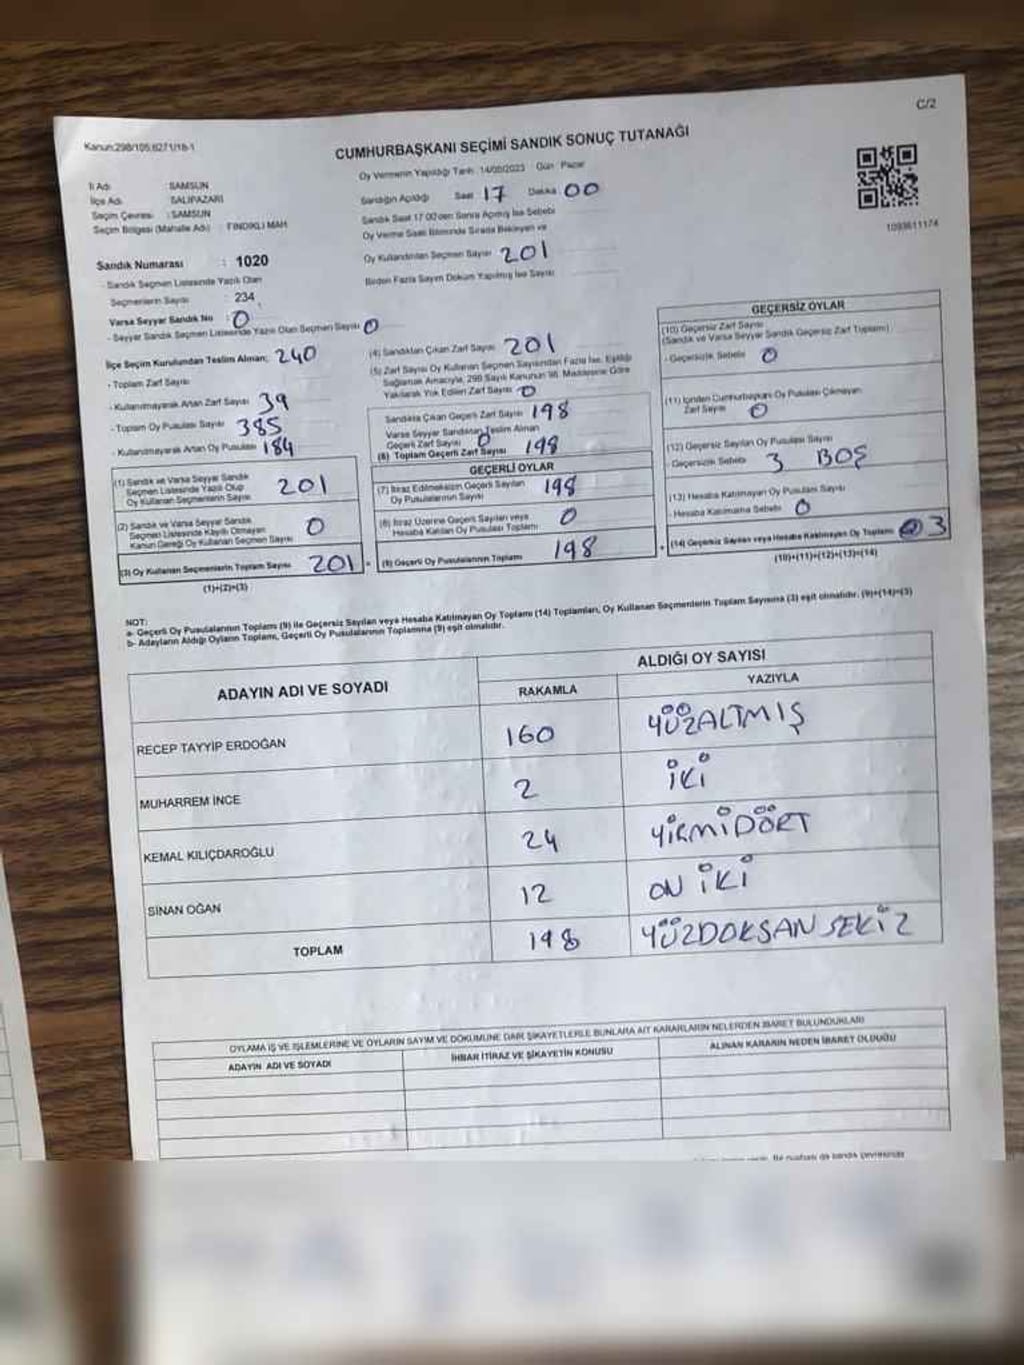 C/2
Kanun:298/105;6271/18-1
CUMHURBAŞKANI SEÇİMİ SANDIK SONUÇ TUTANAĞI
İl Adı : SAMSUN
İlçe Adı : SALIPAZARI
Seçim Çevresi : SAMSUN
Seçim Bölgesi (Mahalle Adı) : FINDIKLI MAH
Sandık Numarası : 1020
- Sandık Seçmen Listesinde Yazılı Olan
Seçmenlerin Sayısı : 234
Varsa Seyyar Sandık No : 0
- Seyyar Sandık Seçmen Listesinde Yazılı Olan Seçmen Sayısı 0
Oy Vermenin Yapıldığı Tarih: 14/05/2023 Gün : Pazar
Sandığın Açıldığı Saat : 17 Dakika 00
Sandık Saat 17:00'den Sonra Açılmış İse Sebebi
Oy Verme Saati Bitiminde Sırada Bekleyen ve
Oy Kullandırılan Seçmen Sayısı 201
Birden Fazla Sayım Döküm Yapılmış İse Sayısı
1093611174
İlçe Seçim Kurulundan Teslim Alınan; 240
- Toplam Zarf Sayısı
- Kullanılmayarak Artan Zarf Sayısı 39
- Toplam Oy Pusulası Sayısı 385
- Kullanılmayarak Artan Oy Pusulası 184
(1) Sandık ve Varsa Seyyar Sandık
Seçmen Listesinde Yazılı Olup
Oy Kullanan Seçmenlerin Sayısı 201
(2) Sandık ve Varsa Seyyar Sandık
Seçmen Listesinde Kayıtlı Olmayan
Kanun Gereği Oy Kullanan Seçmen Sayısı 0
(3) Oy Kullanan Seçmenlerin Toplam Sayısı 201
(1)+(2)=(3)
(4) Sandıktan Çıkan Zarf Sayısı 201
(5) Zarf Sayısı Oy Kullanan Seçmen Sayısından Fazla İse, Eşitliği
Sağlamak Amacıyla, 298 Sayılı Kanunun 98. Maddesine Göre
Yakılarak Yok Edilen Zarf Sayısı 0
Sandıkta Çıkan Geçerli Zarf Sayısı 198
Varsa Seyyar Sandıktan Teslim Alınan
Geçerli Zarf Sayısı 0
(6) Toplam Geçerli Zarf Sayısı 198
GEÇERLİ OYLAR
(7) İtiraz Edilmeksizin Geçerli Sayılan
Oy Pusulalarının Sayısı 198
(8) İtiraz Üzerine Geçerli Sayılan veya
Hesaba Katılan Oy Pusulası Toplamı 0
(9) Geçerli Oy Pusulalarının Toplamı 198
GEÇERSİZ OYLAR
(10) Geçersiz Zarf Sayısı
(Sandık ve Varsa Seyyar Sandık Geçersiz Zarf Toplamı)
- Geçersizlik Sebebi 0
(11) İçinden Cumhurbaşkanı Oy Pusulası Çıkmayan
Zarf Sayısı 0
(12) Geçersiz Sayılan Oy Pusulası Sayısı
- Geçersizlik Sebebi 3 BOŞ
(13) Hesaba Katılmayan Oy Pusulası Sayısı
- Hesaba Katılmama Sebebi 0
(14) Geçersiz Sayılan veya Hesaba Katılmayan Oy Toplamı 3
(10)+(11)+(12)+(13)=(14)
NOT:
a- Geçerli Oy Pusulalarının Toplamı (9) ile Geçersiz Sayılan veya Hesaba Katılmayan Oy Toplamı (14) Toplamları, Oy Kullanan Seçmenlerin Toplam Sayısına (3) eşit olmalıdır. (9)+(14)=(3)
b- Adayların Aldığı Oyların Toplamı, Geçerli Oy Pusulalarının Toplamına (9) eşit olmalıdır.
ADAYIN ADI VE SOYADI ALDIĞI OY SAYISI
RAKAMLA YAZIYLA
RECEP TAYYİP ERDOĞAN 160 YÜZALTMIŞ
MUHARREM İNCE 2 İKİ
KEMAL KILIÇDAROĞLU 24 YİRMİDÖRT
SİNAN OĞAN 12 ON İKİ
TOPLAM 198 YÜZDOKSAN SEKİZ
OYLAMA İŞ VE İŞLEMLERİNE VE OYLARIN SAYIM VE DÖKÜMÜNE DAİR ŞİKAYETLERLE BUNLARA AİT KARARLARIN NELERDEN İBARET BULUNDUKLARI
ADAYIN ADI VE SOYADI İHBAR İTİRAZ VE ŞİKAYETİN KONUSU ALINAN KARARIN NEDEN İBARET OLDUĞU